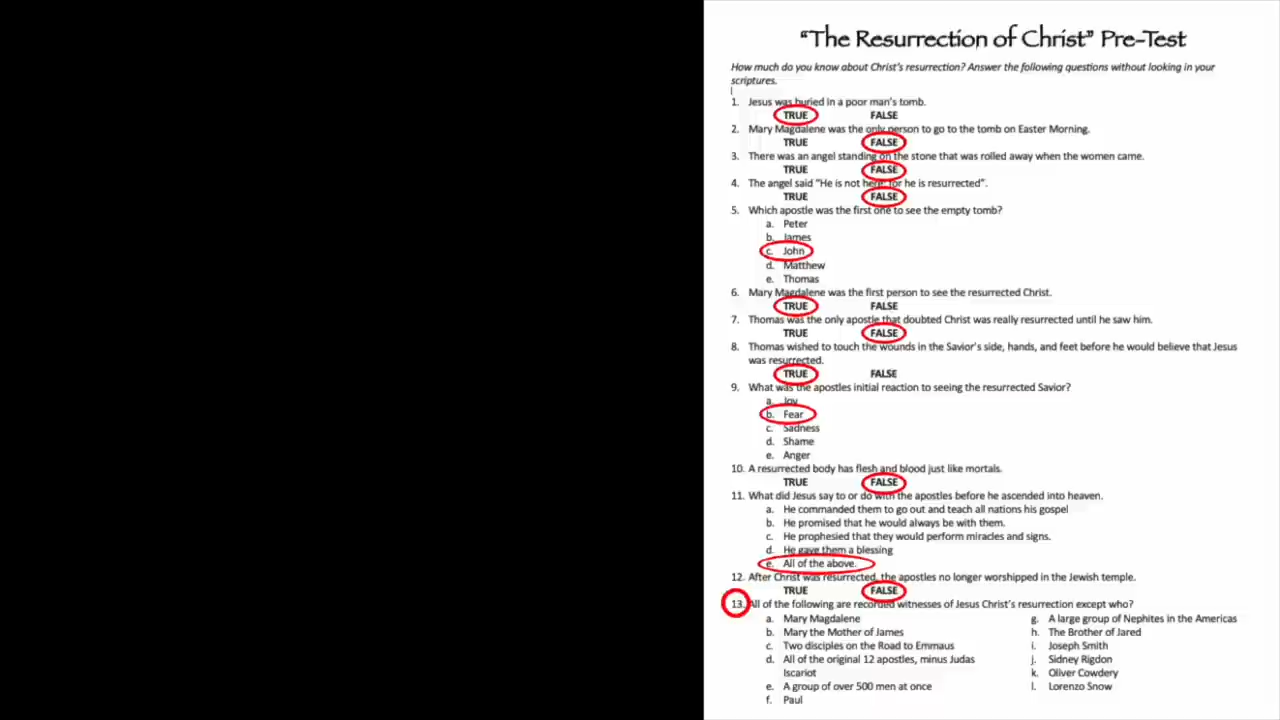 “The Resurrection of Christ” Pre-Test
How much do you know about Christ’s resurrection? Answer the following questions without looking in your
scriptures.
1. Jesus was buried in a poor man’s tomb.
TRUE FALSE
2. Mary Magdalene was the only person to go to the tomb on Easter Morning.
TRUE FALSE
3. There was an angel standing on the stone that was rolled away when the women came.
TRUE FALSE
4. The angel said “He is not here, for he is resurrected”.
TRUE FALSE
5. Which apostle was the first one to see the empty tomb?
a. Peter
b. James
c. John
d. Matthew
e. Thomas
6. Mary Magdalene was the first person to see the resurrected Christ.
TRUE FALSE
7. Thomas was the only apostle that doubted Christ was really resurrected until he saw him.
TRUE FALSE
8. Thomas wished to touch the wounds in the Savior’s side, hands, and feet before he would believe that Jesus
was resurrected.
TRUE FALSE
9. What was the apostles initial reaction to seeing the resurrected Savior?
a. Joy
b. Fear
c. Sadness
d. Shame
e. Anger
10. A resurrected body has flesh and blood just like mortals.
TRUE FALSE
11. What did Jesus say to or do with the apostles before he ascended into heaven.
a. He commanded them to go out and teach all nations his gospel
b. He promised that he would always be with them.
c. He prophesied that they would perform miracles and signs.
d. He gave them a blessing
e. All of the above.
12. After Christ was resurrected, the apostles no longer worshipped in the Jewish temple.
TRUE FALSE
13. All of the following are recorded witnesses of Jesus Christ’s resurrection except who?
a. Mary Magdalene
b. Mary the Mother of James
c. Two disciples on the Road to Emmaus
d. All of the original 12 apostles, minus Judas
Iscariot
e. A group of over 500 men at once
f. Paul
g. A large group of Nephites in the Americas
h. The Brother of Jared
i. Joseph Smith
j. Sidney Rigdon
k. Oliver Cowdery
l. Lorenzo Snow